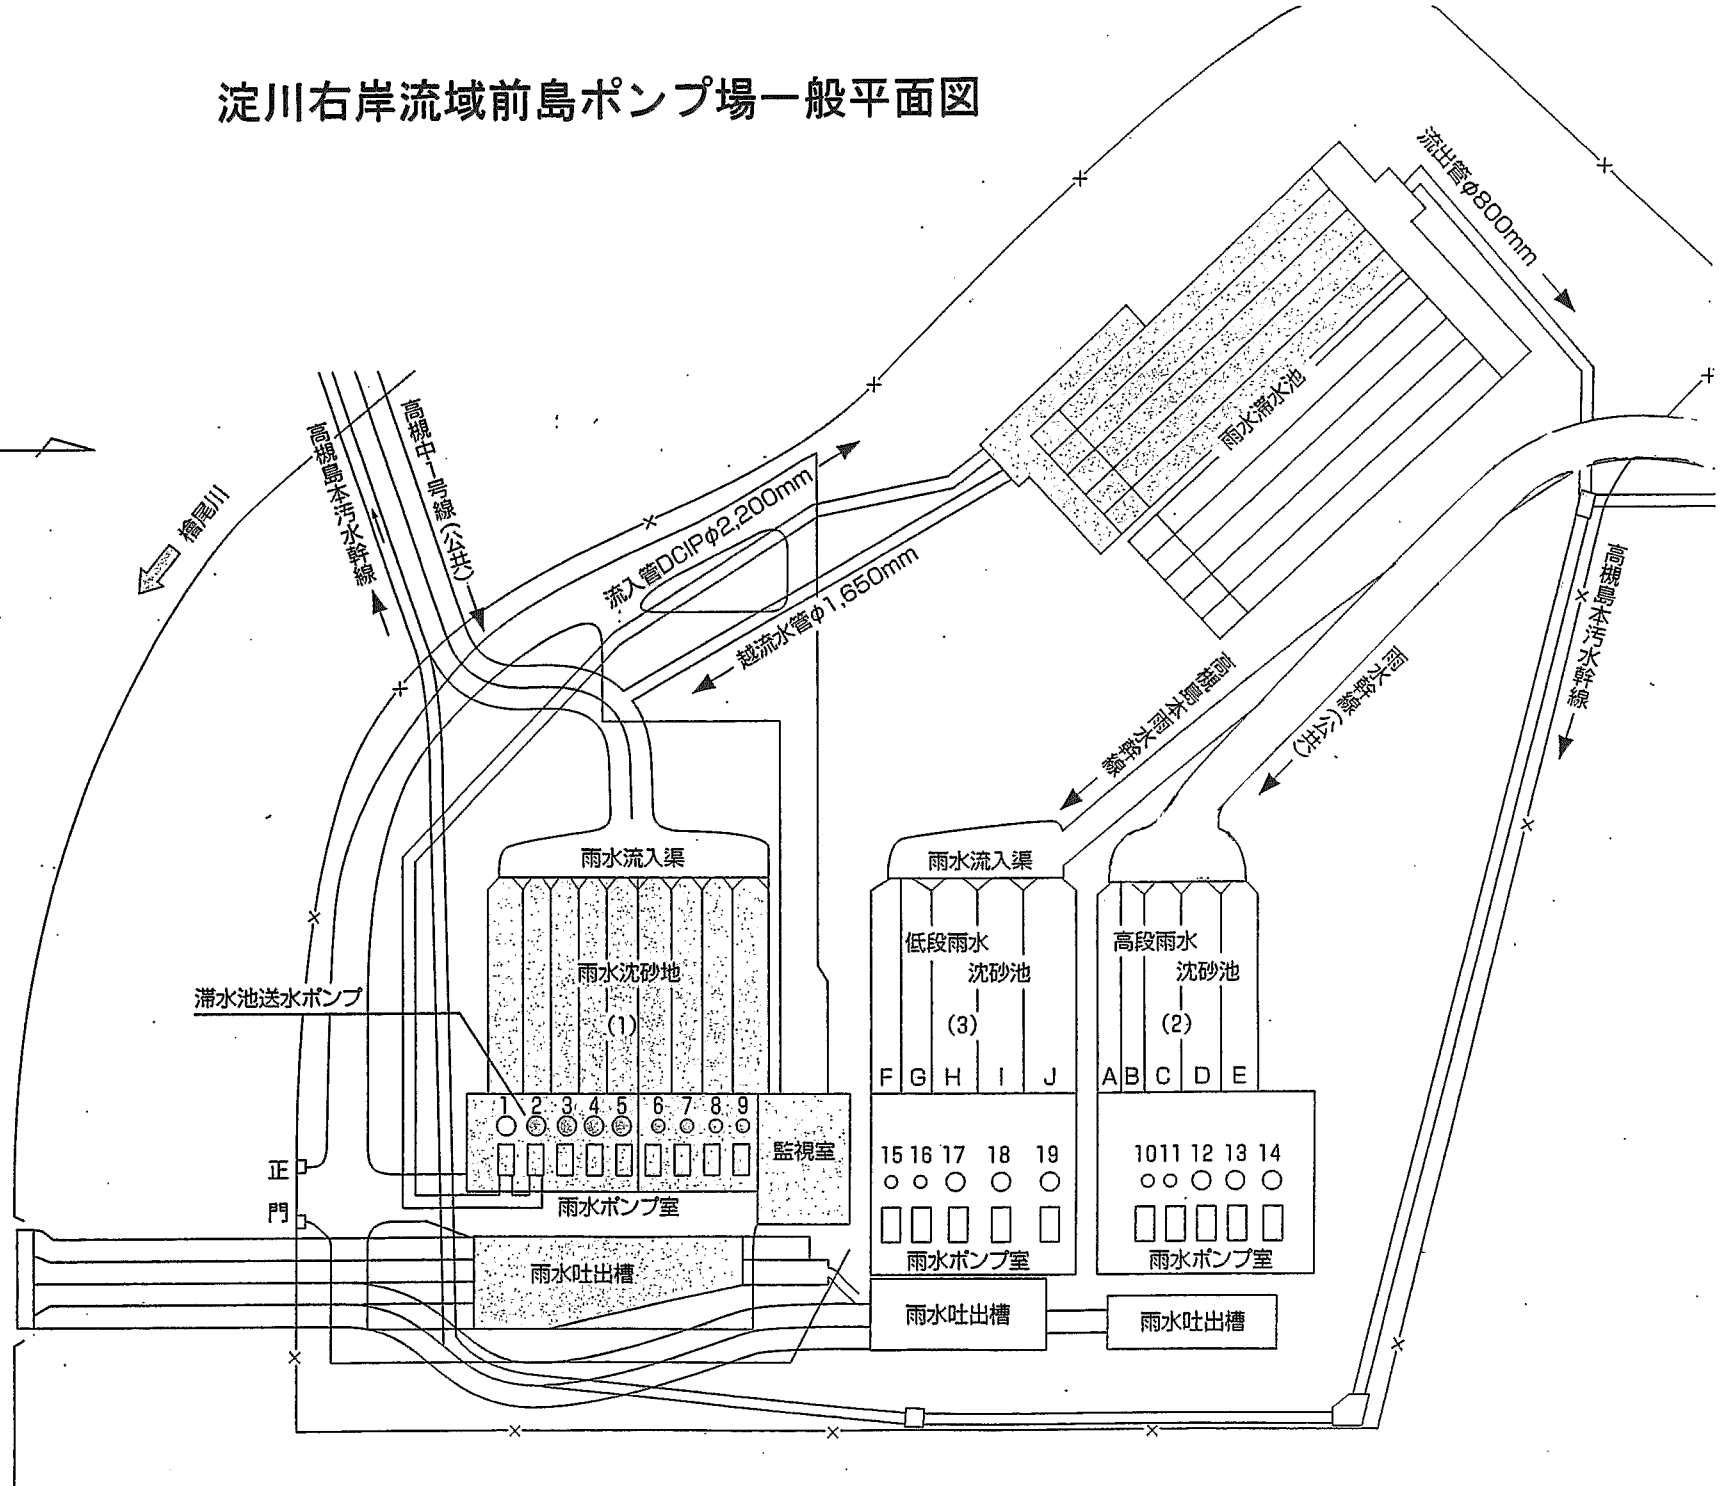 淀川右岸流域前島ポンプ場一般平面図
流出管φ800mm
雨水滞水池
高槻中1号線(公共)
高槻島本汚水幹線
檜尾川
流入管DCIPφ2,200mm
越流水管φ1,650mm
高槻島本汚水幹線
高槻島本雨水幹線
雨水幹線(公共)
雨水流入渠
雨水流入渠
雨水沈砂地
(1)
低段雨水
沈砂池
(3)
高段雨水
沈砂池
(2)
滞水池送水ポンプ
F G H I J
A B C D E
1 2 3 4 5 6 7 8 9
監視室
15 16 17 18 19
10 11 12 13 14
正門
雨水ポンプ室
雨水ポンプ室
雨水ポンプ室
雨水吐出槽
雨水吐出槽
雨水吐出槽